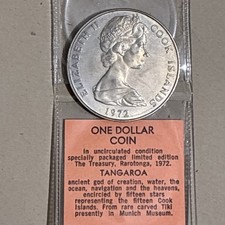 ELIZABETH II COOK ISLANDS
1972
ONE DOLLAR
COIN
In uncirculated condition
specially packaged limited edition
The Treasury, Rarotonga, 1972.
TANGAROA
ancient god of creation, water, the
ocean, navigation and the heavens,
encircled by fifteen stars
representing the fifteen Cook
Islands. From rare carved Tiki
presently in Munich Museum.